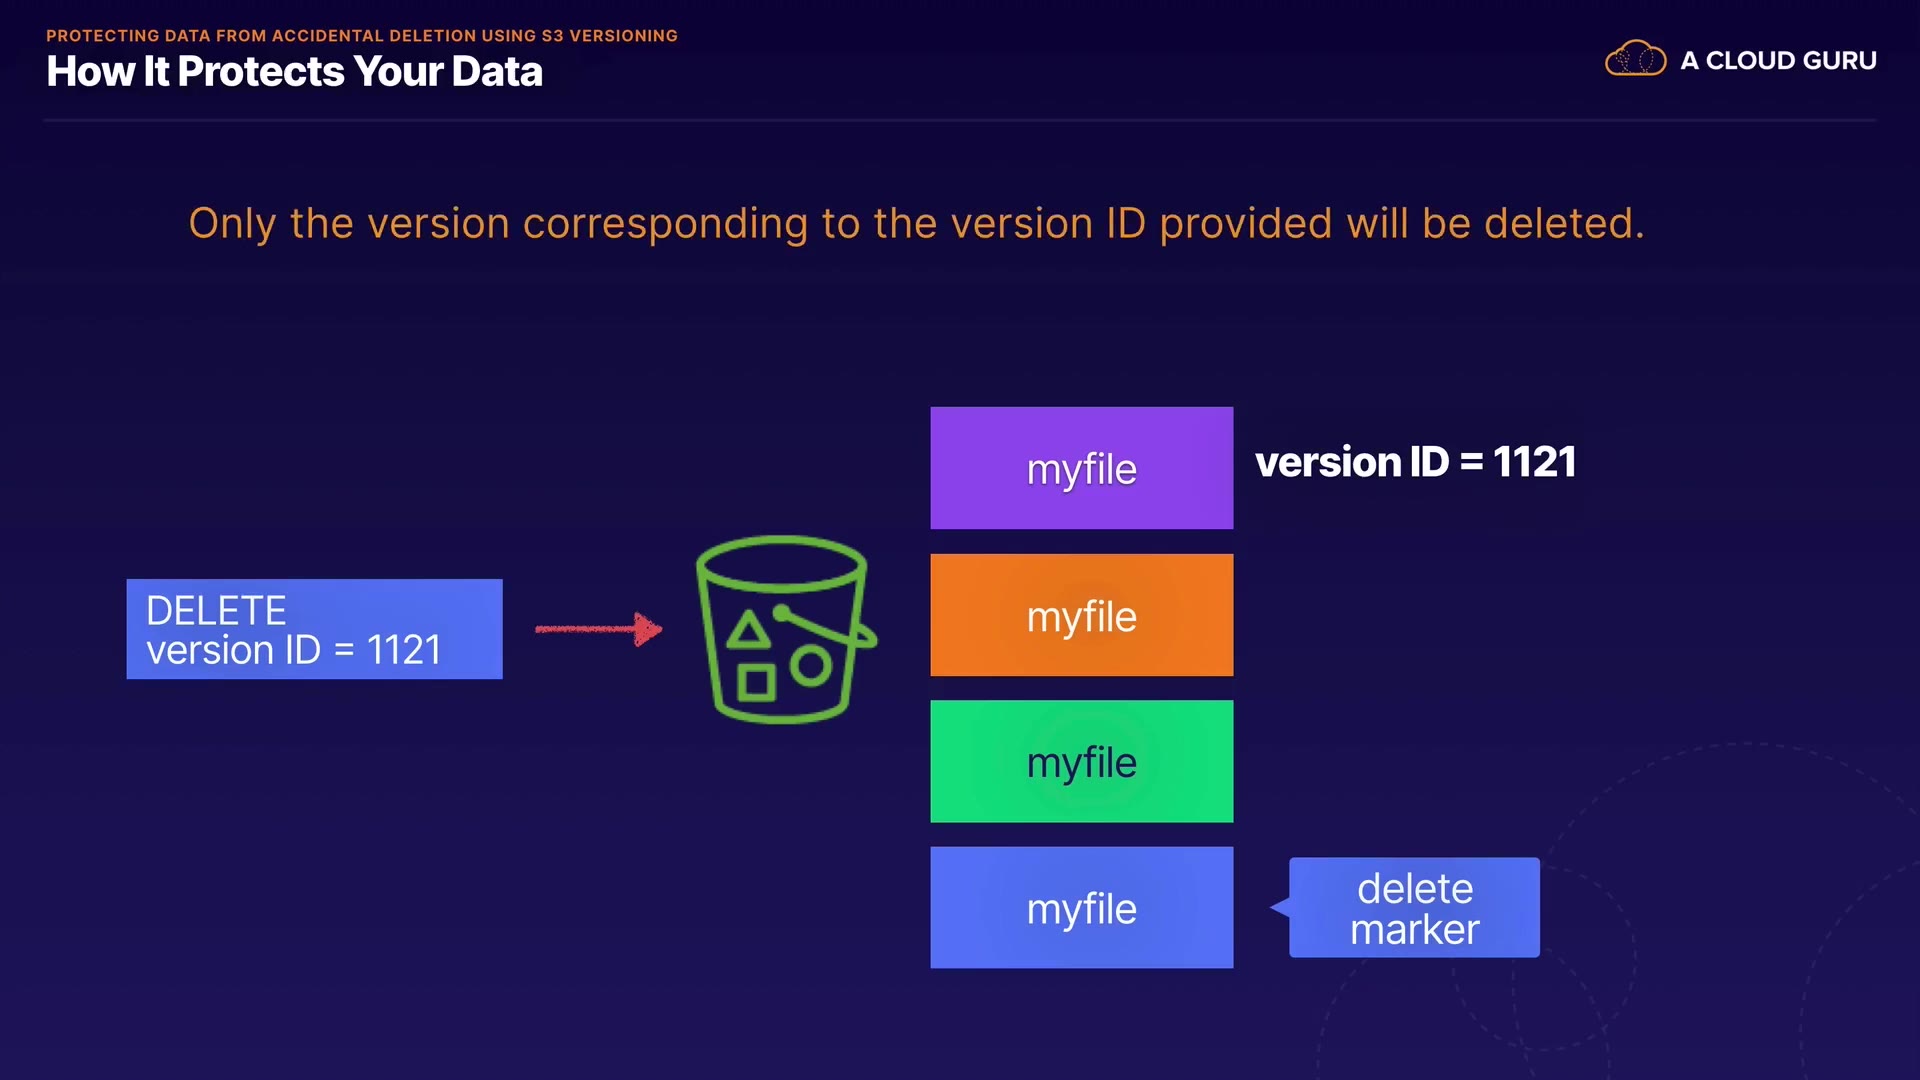 PROTECTING DATA FROM ACCIDENTAL DELETION USING S3 VERSIONING
How It Protects Your Data
A CLOUD GURU
Only the version corresponding to the version ID provided will be deleted.
myfile
version ID = 1121
myfile
DELETE
version ID = 1121
myfile
myfile
delete
marker